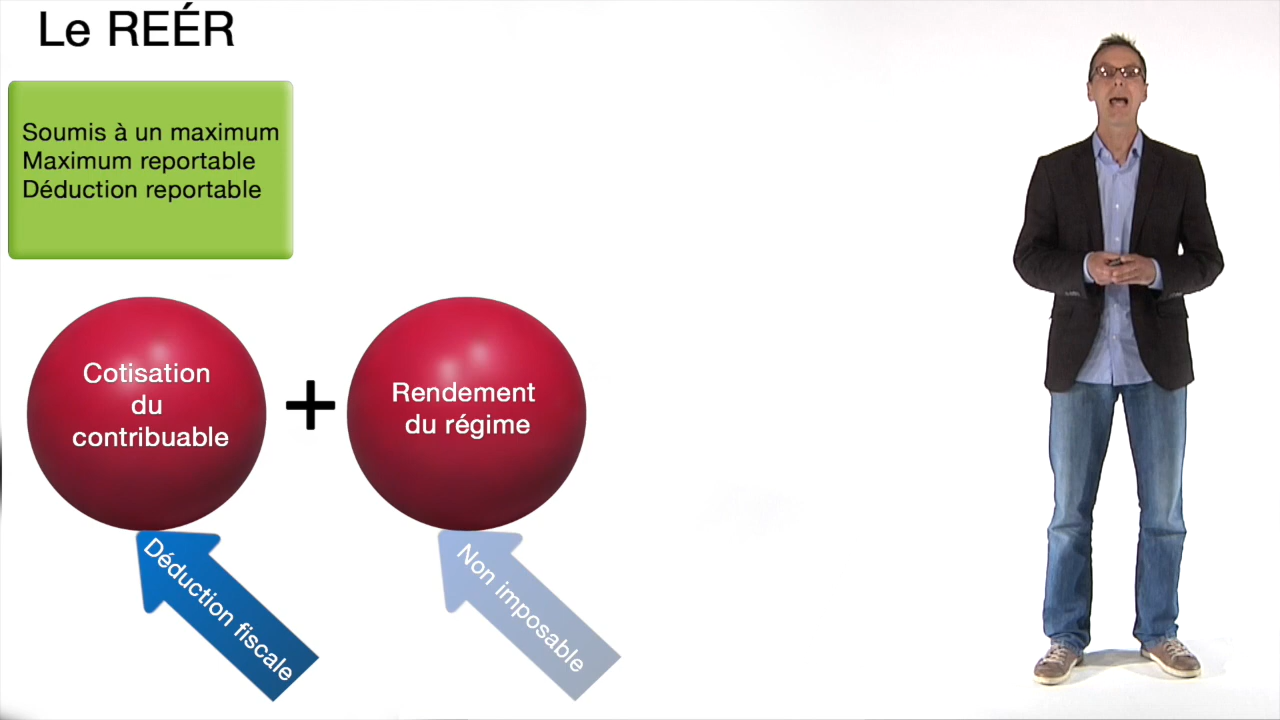 Le REÉR
Soumis à un maximum
Maximum reportable
Déduction reportable
Cotisation
du
contribuable
+
Rendement
du régime
Déduction fiscale
Non imposable